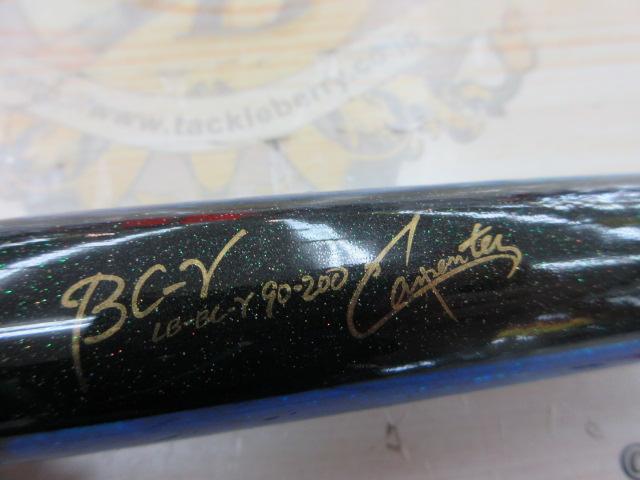 www.tackleberry.co.jp
BC-γ
LB-BC-γ 90-200 Carpenter
©